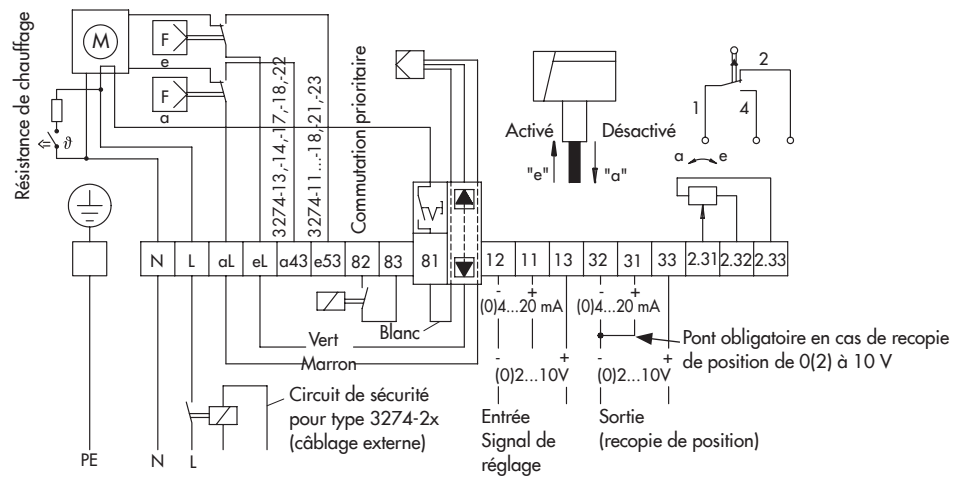 Résistance de chauffage
M
F
e
F
a
ϑ
3274-13,-14,-17,-18,-22
3274-11...-18,-21,-23
Commutation prioritaire
Activé
Désactivé
"e"
"a"
1
2
4
a
e
N
L
aL
eL
a43
e53
82
83
81
12
11
13
32
31
33
2.31
2.32
2.33
- +
(0)4...20 mA
- +
(0)4...20 mA
Blanc
Vert
Marron
Pont obligatoire en cas de recopie
de position de 0(2) à 10 V
- +
(0)2...10V
- +
(0)2...10V
Circuit de sécurité
pour type 3274-2x
(câblage externe)
Entrée
Signal de
réglage
Sortie
(recopie de position)
PE
N
L